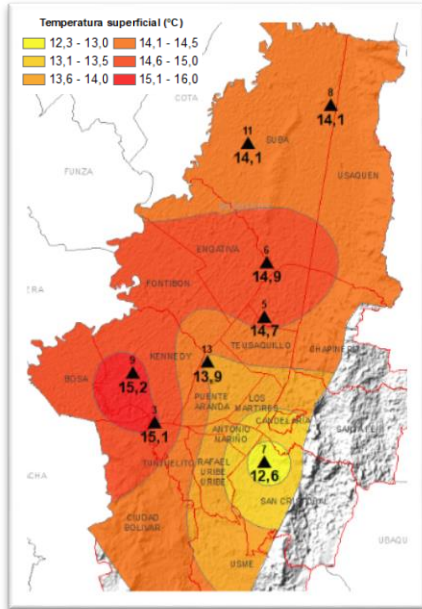 Temperatura superficial (°C)
12,3 - 13,0
14,1 - 14,5
13,1 - 13,5
14,6 - 15,0
13,6 - 14,0
15,1 - 16,0
COTA
8
14,1
11
SUBA
14,1
FUNZA
USAQUEN
ENGATIVA
6
14,9
FONTIBON
5
14,7
TEUSAQUILLO
CHAPINERO
13
KENNEDY
13,9
9
BOSA
15,2
PUENTE
ARANDA
LOS
MARTIRES
CANDELARIA
SANTA FE
3
15,1
ANTONIO
NARIÑO
TUNJUELITO
RAFAEL
URIBE
URIBE
7
12,6
SAN CRISTOBAL
CIUDAD
BOLIVAR
USME
UBAQU